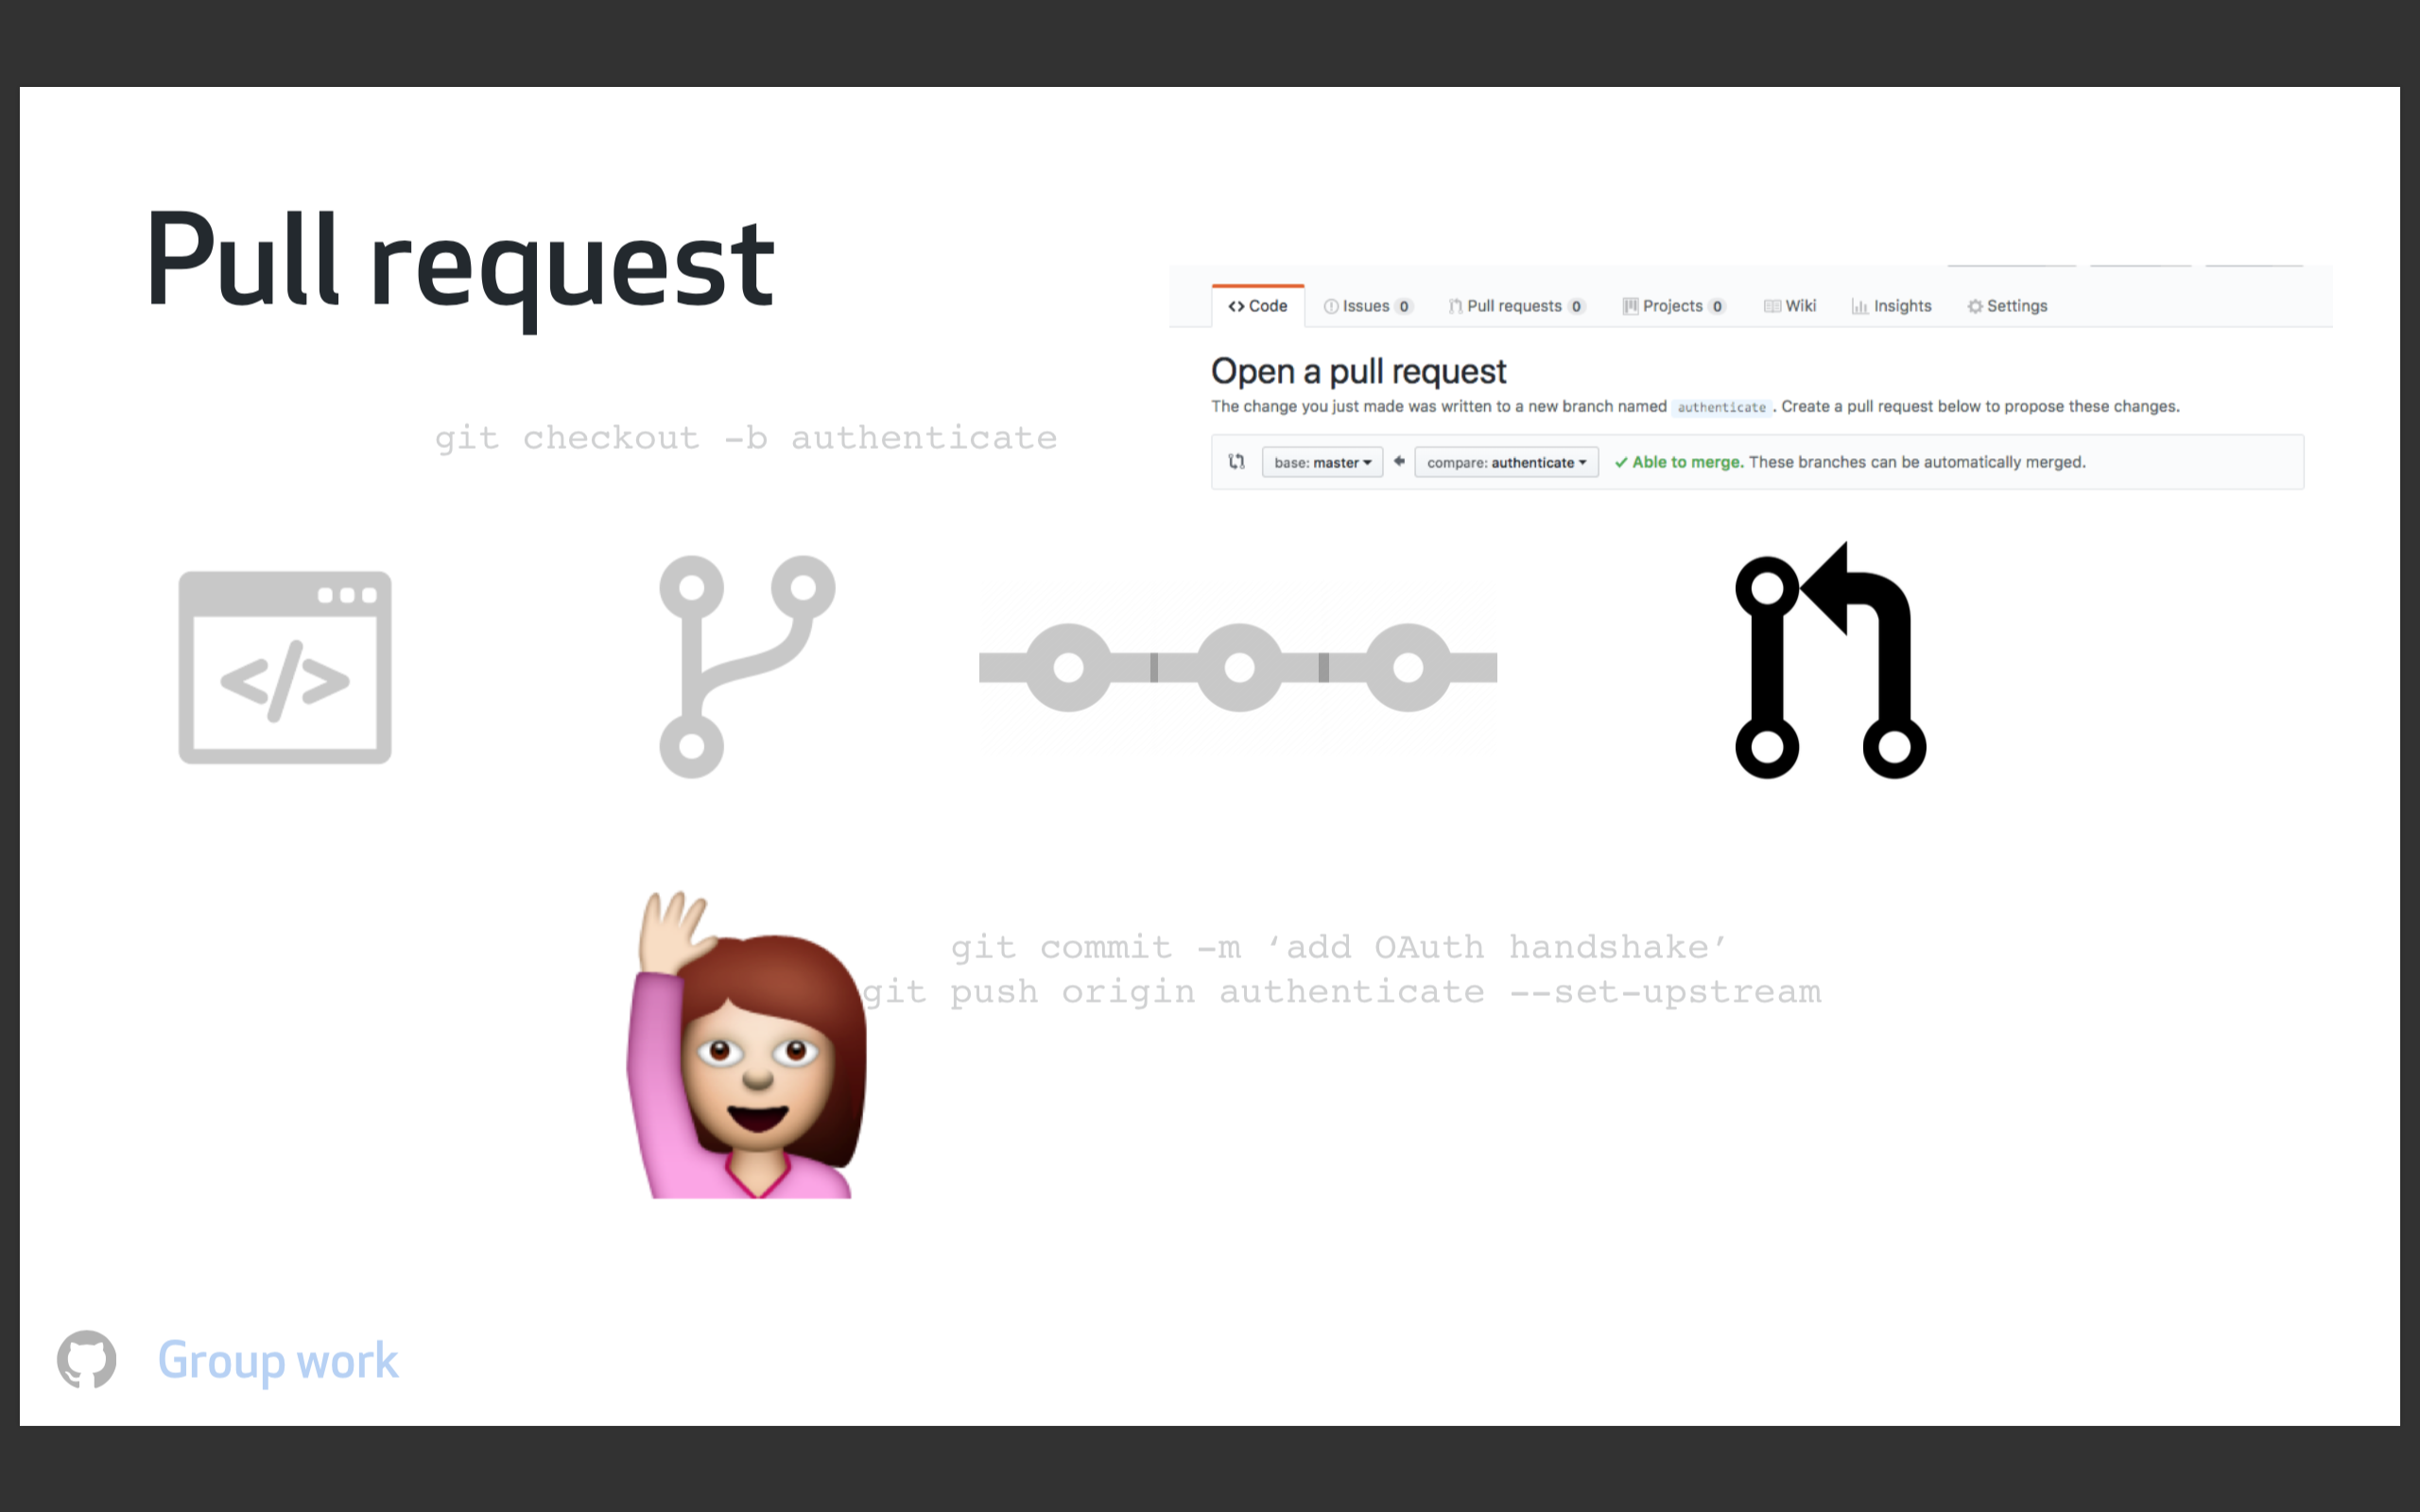 Pull request
<> Code Issues 0 Pull requests 0 Projects 0 Wiki Insights Settings
Open a pull request
The change you just made was written to a new branch named authenticate . Create a pull request below to propose these changes.
git checkout -b authenticate
base: master compare: authenticate ✓ Able to merge. These branches can be automatically merged.
</>
git commit -m ‘add OAuth handshake’
git push origin authenticate --set-upstream
Group work